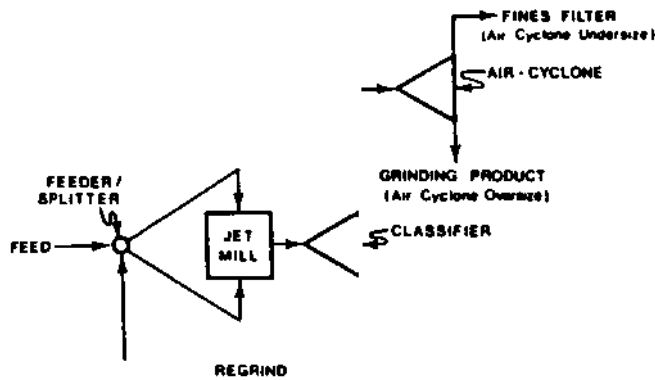 FINES FILTER
(Air Cyclone Undersize)
AIR-CYCLONE
GRINDING PRODUCT
(Air Cyclone Oversize)
FEEDER/
SPLITTER
FEED
JET
MILL
CLASSIFIER
REGRIND